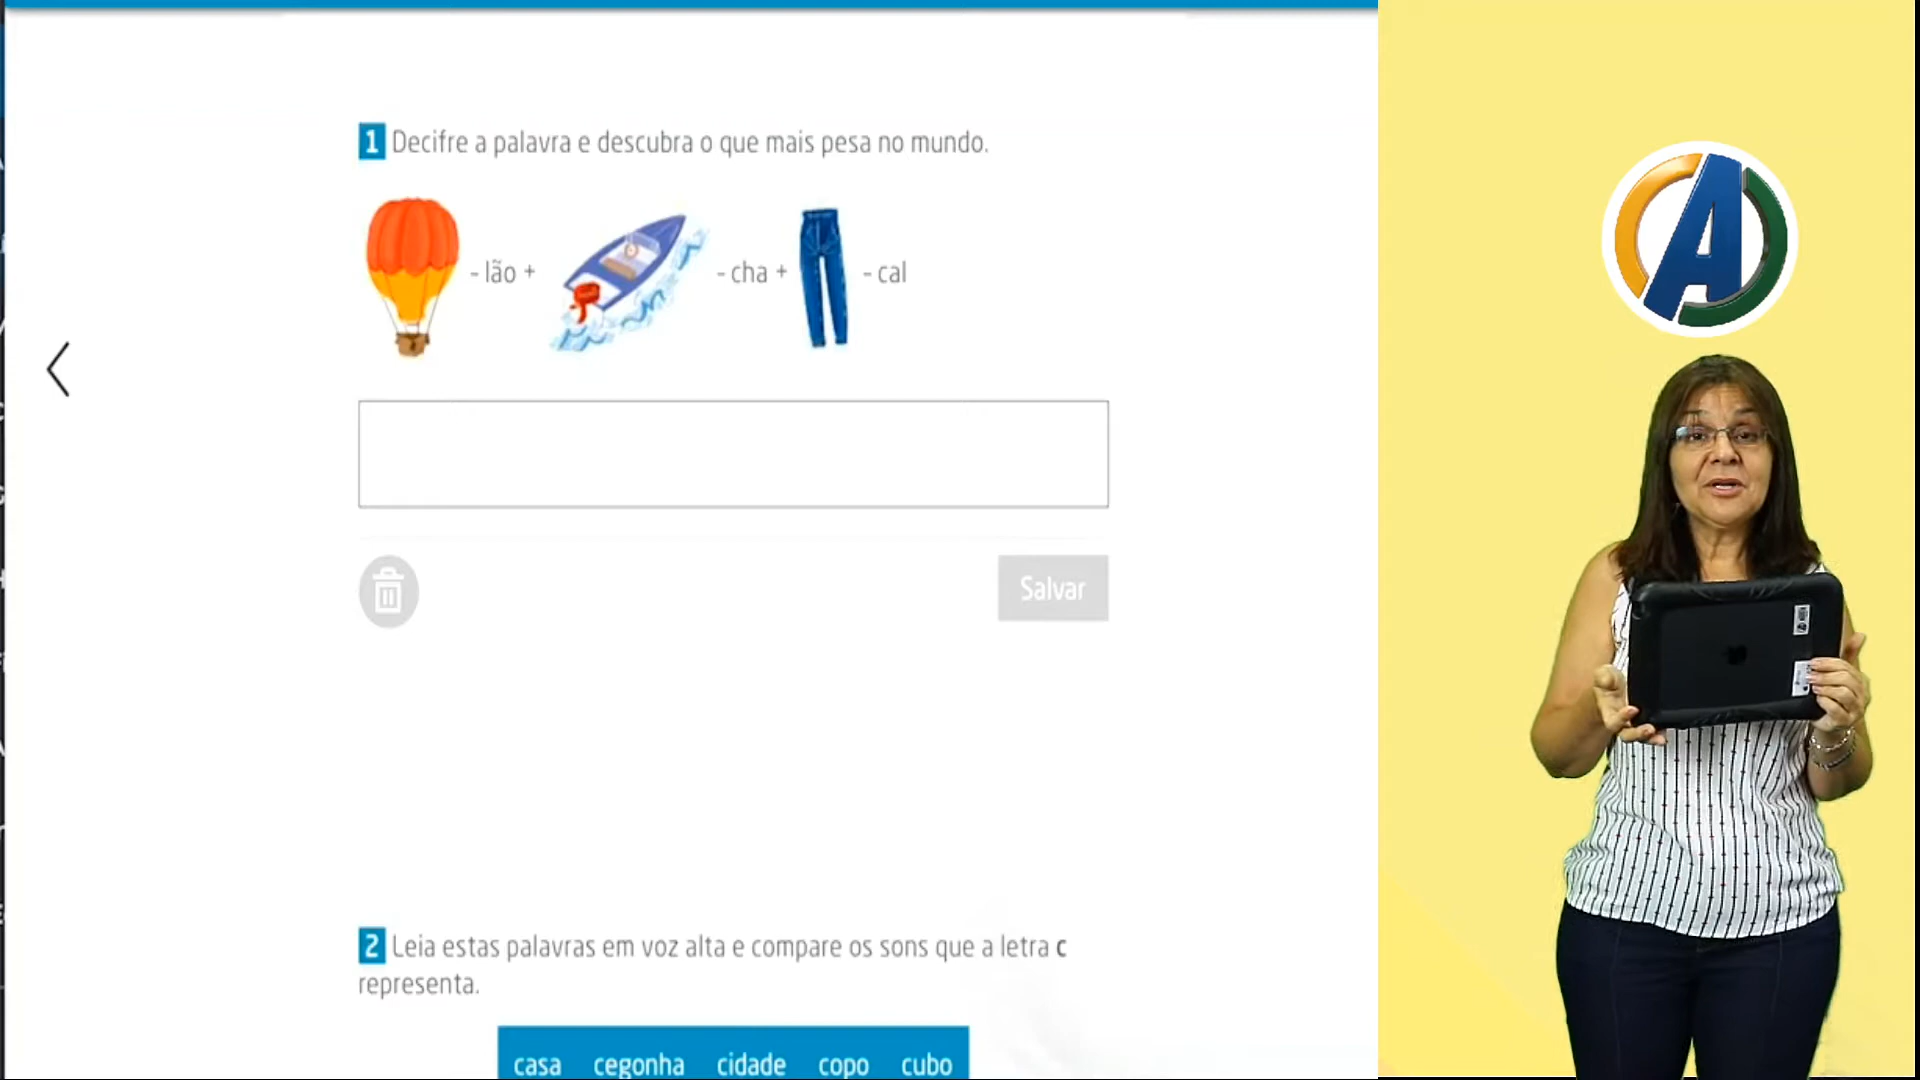 1 Decifre a palavra e descubra o que mais pesa no mundo.
- lão + - cha + - cal
Salvar
2 Leia estas palavras em voz alta e compare os sons que a letra c
representa.
casa cegonha cidade copo cubo
A